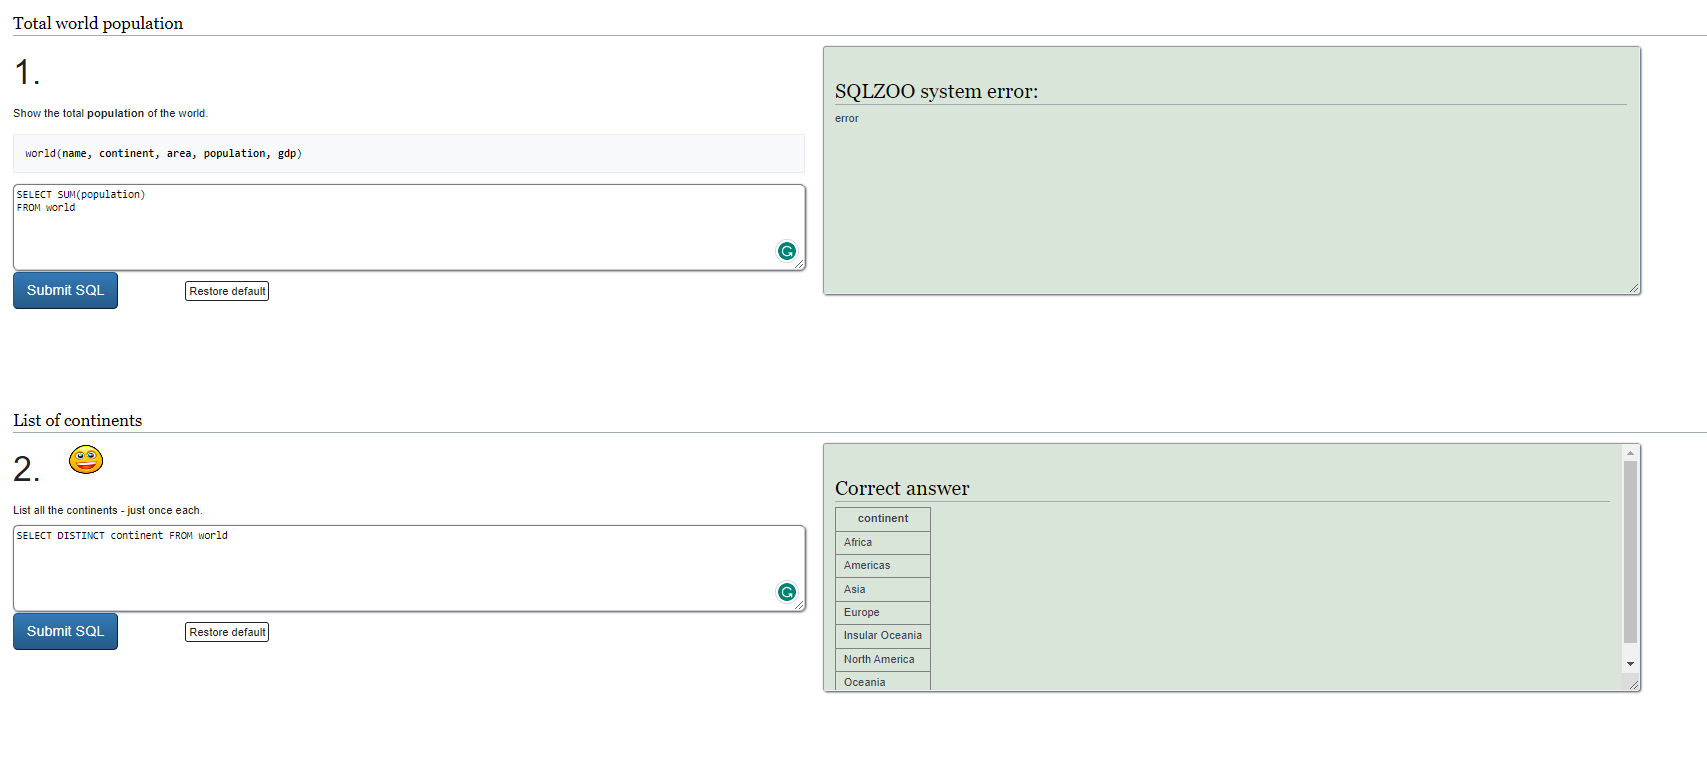 Total world population
1.
Show the total population of the world.
world(name, continent, area, population, gdp)
SELECT SUM(population)
FROM world
Submit SQL
Restore default
SQLZOO system error:
error
List of continents
2.
List all the continents - just once each.
SELECT DISTINCT continent FROM world
Submit SQL
Restore default
Correct answer
continent
Africa
Americas
Asia
Europe
Insular Oceania
North America
Oceania